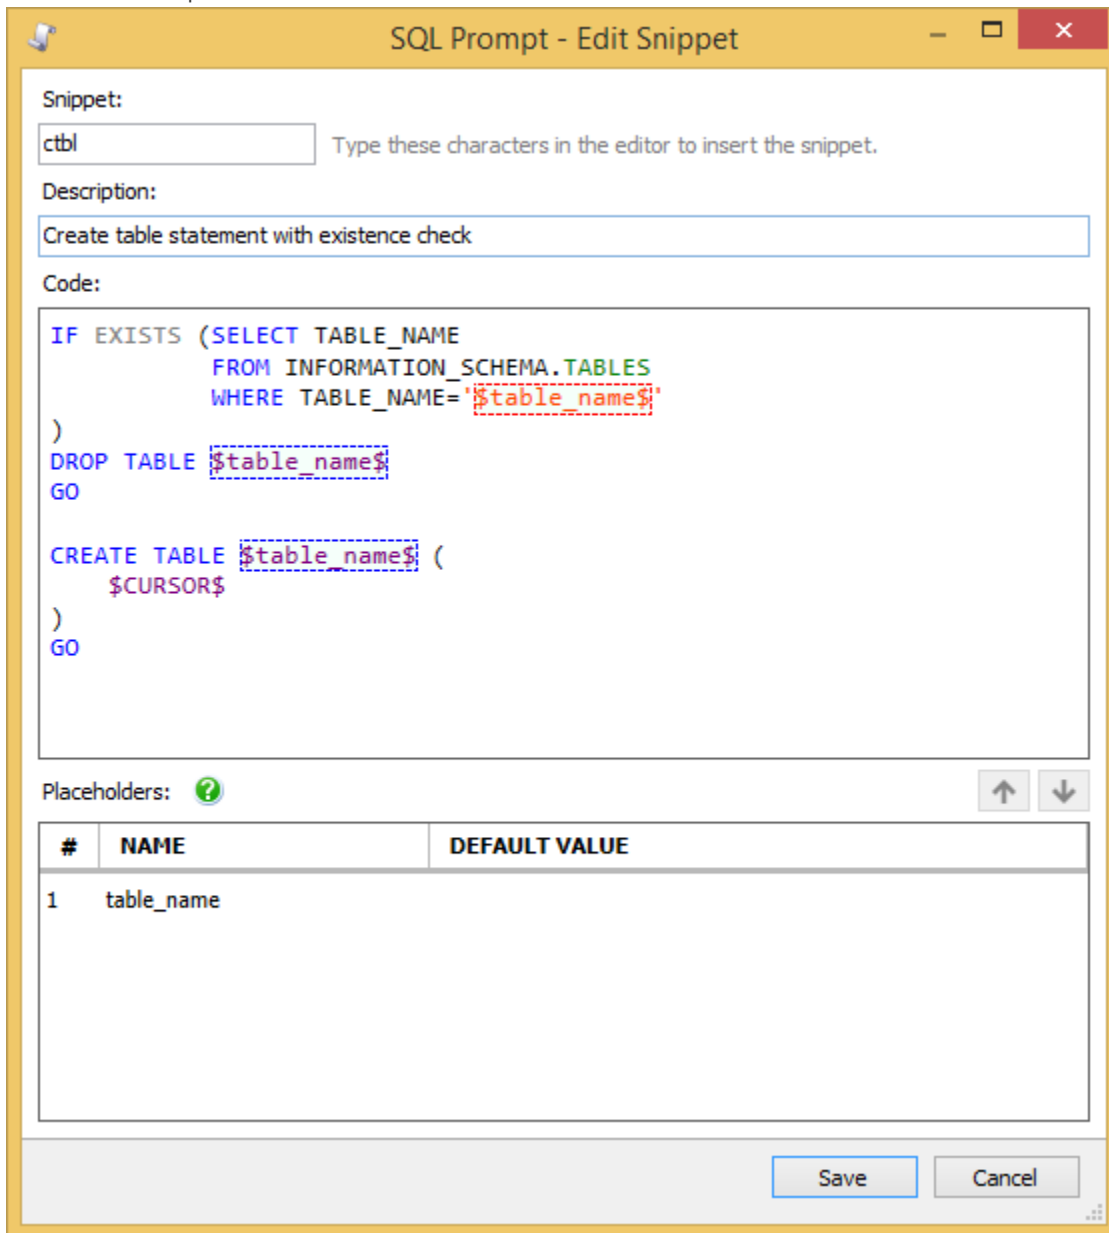 SQL Prompt - Edit Snippet
Snippet:
ctbl Type these characters in the editor to insert the snippet.
Description:
Create table statement with existence check
Code:
IF EXISTS (SELECT TABLE_NAME
FROM INFORMATION_SCHEMA.TABLES
WHERE TABLE_NAME='$table_name$'
)
DROP TABLE $table_name$
GO
CREATE TABLE $table_name$ (
$CURSOR$
)
GO
Placeholders: ?
# NAME DEFAULT VALUE
1 table_name
Save Cancel